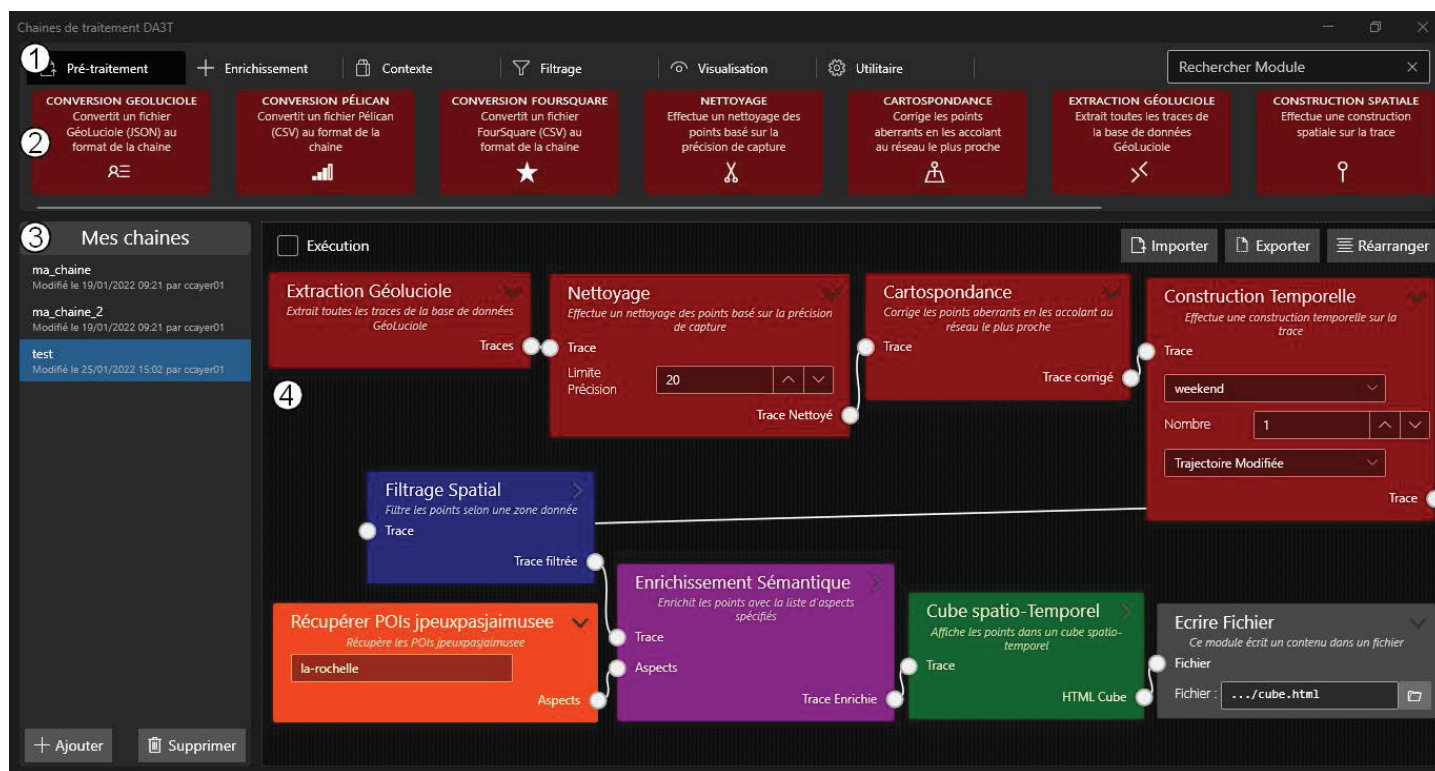 Chaines de traitement DA3T
1
Pré-traitement
Enrichissement
Contexte
Filtrage
Visualisation
Utilitaire
Rechercher Module
2
CONVERSION GEOLUCIOLE
Convertit un fichier
GéoLuciole (JSON) au
format de la chaine
CONVERSION PÉLICAN
Convertit un fichier Pélican
(CSV) au format de la
chaine
CONVERSION FOURSQUARE
Convertit un fichier
FourSquare (CSV) au
format de la chaine
NETTOYAGE
Effectue un nettoyage des
points basé sur la
précision de capture
CARTOSPONDANCE
Corrige les points
aberrants en les accolant
au réseau le plus proche
EXTRACTION GÉOLUCIOLE
Extrait toutes les traces de
la base de données
GéoLuciole
CONSTRUCTION SPATIALE
Effectue une construction
spatiale sur la trace
3
Mes chaines
ma_chaine
Modifié le 19/01/2022 09:21 par ccayer01
ma_chaine_2
Modifié le 19/01/2022 09:21 par ccayer01
test
Modifié le 25/01/2022 15:02 par ccayer01
Ajouter
Supprimer
Exécution
Importer
Exporter
Réarranger
4
Extraction Géoluciole
Extrait toutes les traces de la base de données
GéoLuciole
Traces
Nettoyage
Effectue un nettoyage des points basé sur la précision
de capture
Trace
Limite
Précision
20
Trace Nettoyé
Cartospondance
Corrige les points aberrants en les accolant au
réseau le plus proche
Trace
Trace corrigé
Construction Temporelle
Effectue une construction temporelle sur la
trace
Trace
weekend
Nombre
1
Trajectoire Modifiée
Trace
Filtrage Spatial
Filtre les points selon une zone donnée
Trace
Trace filtrée
Récupérer POIs jpeuxpasjaimusee
Récupère les POIs jpeuxpasjaimusee
la-rochelle
Aspects
Enrichissement Sémantique
Enrichit les points avec la liste d'aspects
spécifiés
Trace
Aspects
Trace Enrichie
Cube spatio-Temporel
Affiche les points dans un cube spatio-
temporel
Trace
HTML Cube
Ecrire Fichier
Ce module écrit un contenu dans un fichier
Fichier
Fichier : .../cube.html